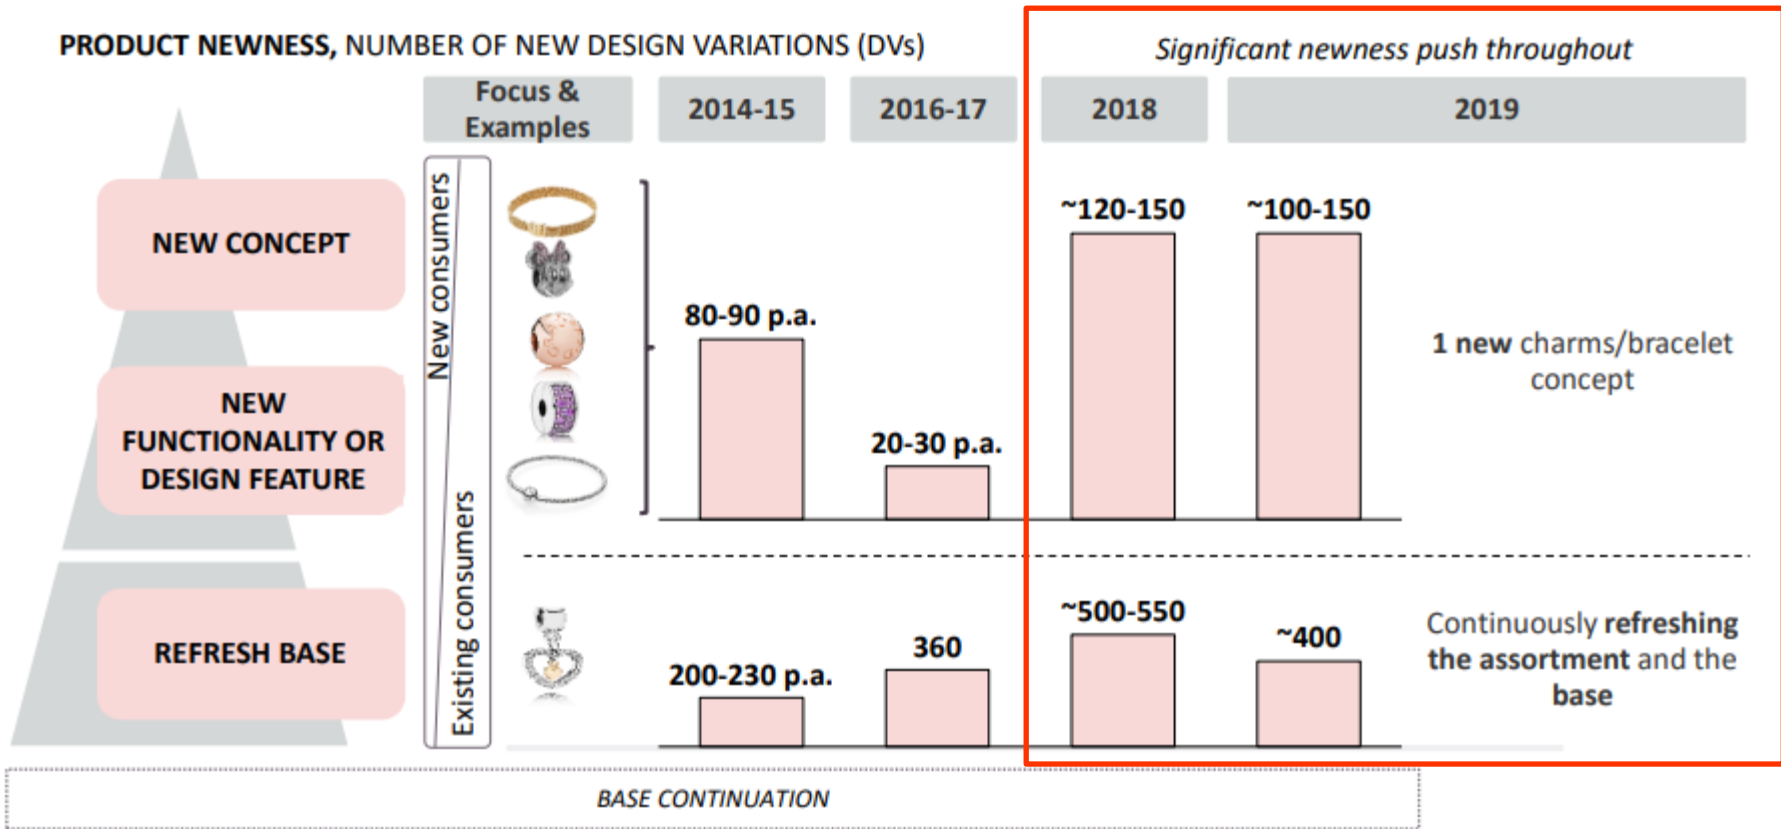 PRODUCT NEWNESS, NUMBER OF NEW DESIGN VARIATIONS (DVs)
Significant newness push throughout
Focus &
Examples
2014-15
2016-17
2018
2019
NEW CONCEPT
NEW
FUNCTIONALITY OR
DESIGN FEATURE
REFRESH BASE
New consumers
Existing consumers
80-90 p.a.
20-30 p.a.
~120-150
~100-150
1 new charms/bracelet
concept
200-230 p.a.
360
~500-550
~400
Continuously refreshing
the assortment and the
base
BASE CONTINUATION